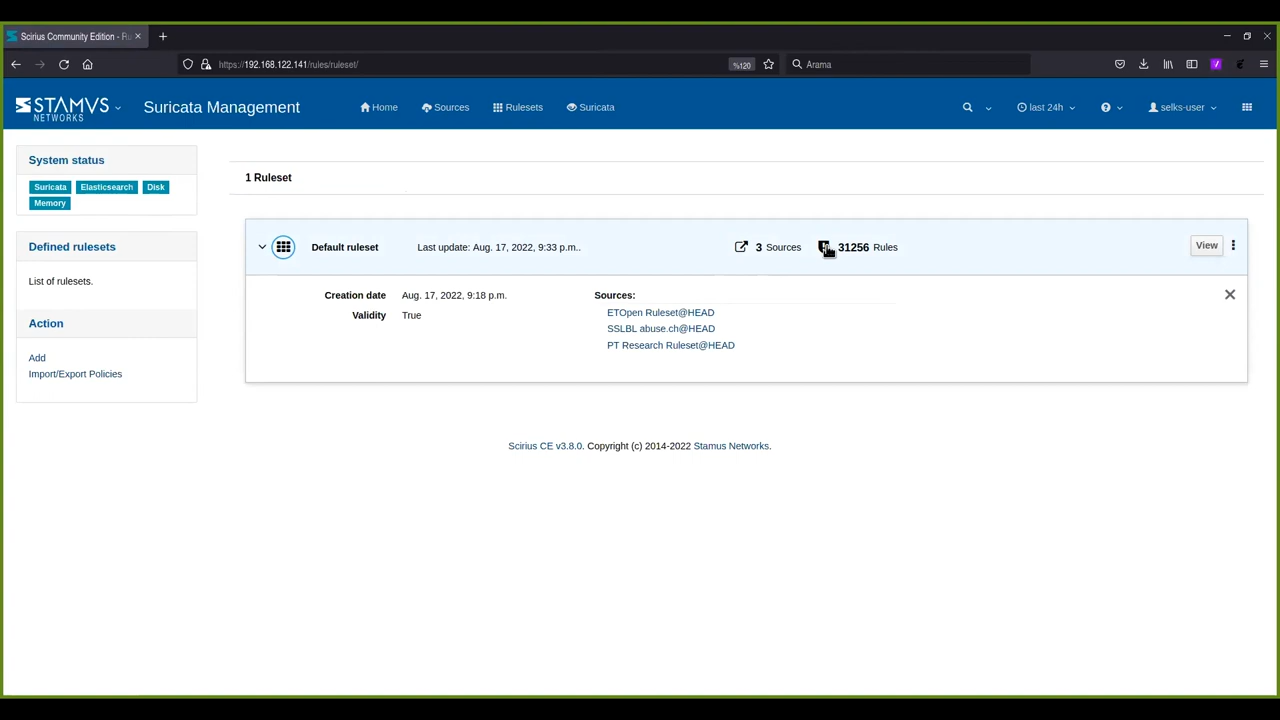 Scirius Community Edition - R
https://192.168.122.141/rules/ruleset/
%120
Arama
STAMVS
NETWORKS
Suricata Management
Home
Sources
Rulesets
Suricata
last 24h
selks-user
System status
Suricata
Elasticsearch
Disk
Memory
Defined rulesets
List of rulesets.
Action
Add
Import/Export Policies
1 Ruleset
Default ruleset
Last update: Aug. 17, 2022, 9:33 p.m..
3 Sources
31256 Rules
View
Creation date Aug. 17, 2022, 9:18 p.m.
Validity True
Sources:
ETOpen Ruleset@HEAD
SSLBL abuse.ch@HEAD
PT Research Ruleset@HEAD
Scirius CE v3.8.0. Copyright (c) 2014-2022 Stamus Networks.